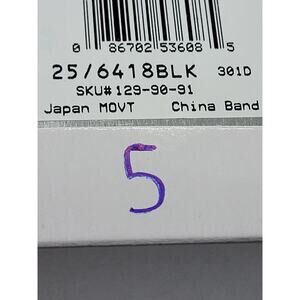 0 86702 53608 5
25/6418BLK 301D
SKU# 129-90-91
Japan MOVT China Band
5